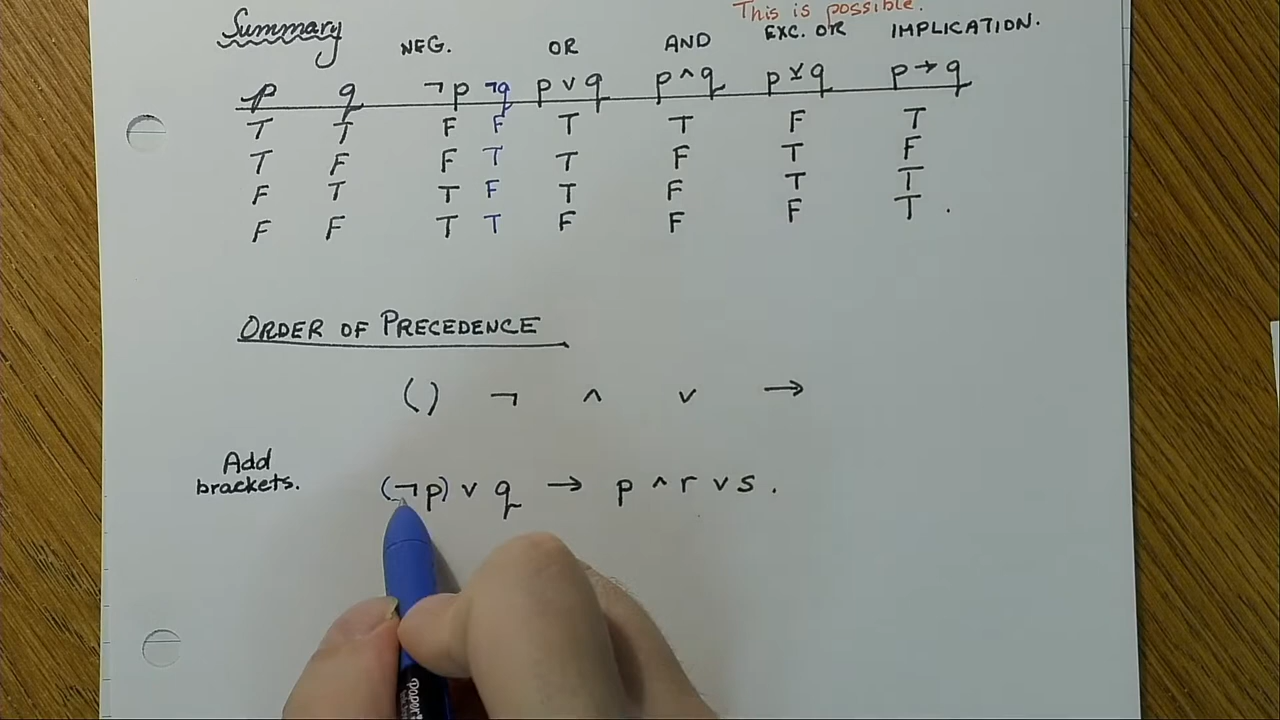 This is possible.
Summary NEG. OR AND EXC. OR IMPLICATION.
p q ¬p ¬q p ∨ q p ∧ q p ⊻ q p → q
T T F F T T F T
T F F T T F T F
F T T F T F T T
F F T T F F F T .
ORDER OF PRECEDENCE
( ) ¬ ∧ ∨ →
Add
brackets.
(¬p) ∨ q → p ∧ r ∨ s .